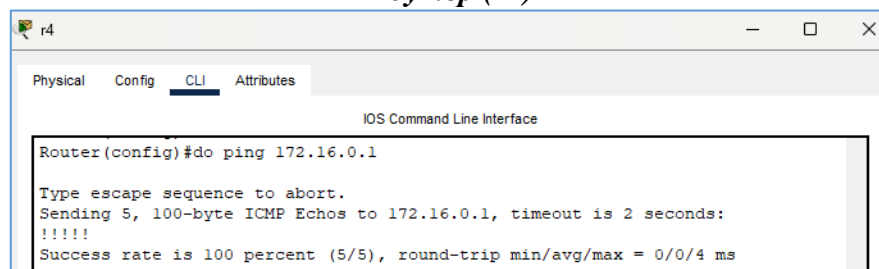 r4
Physical Config CLI Attributes
IOS Command Line Interface
Router(config)#do ping 172.16.0.1
Type escape sequence to abort.
Sending 5, 100-byte ICMP Echos to 172.16.0.1, timeout is 2 seconds:
!!!!!
Success rate is 100 percent (5/5), round-trip min/avg/max = 0/0/4 ms